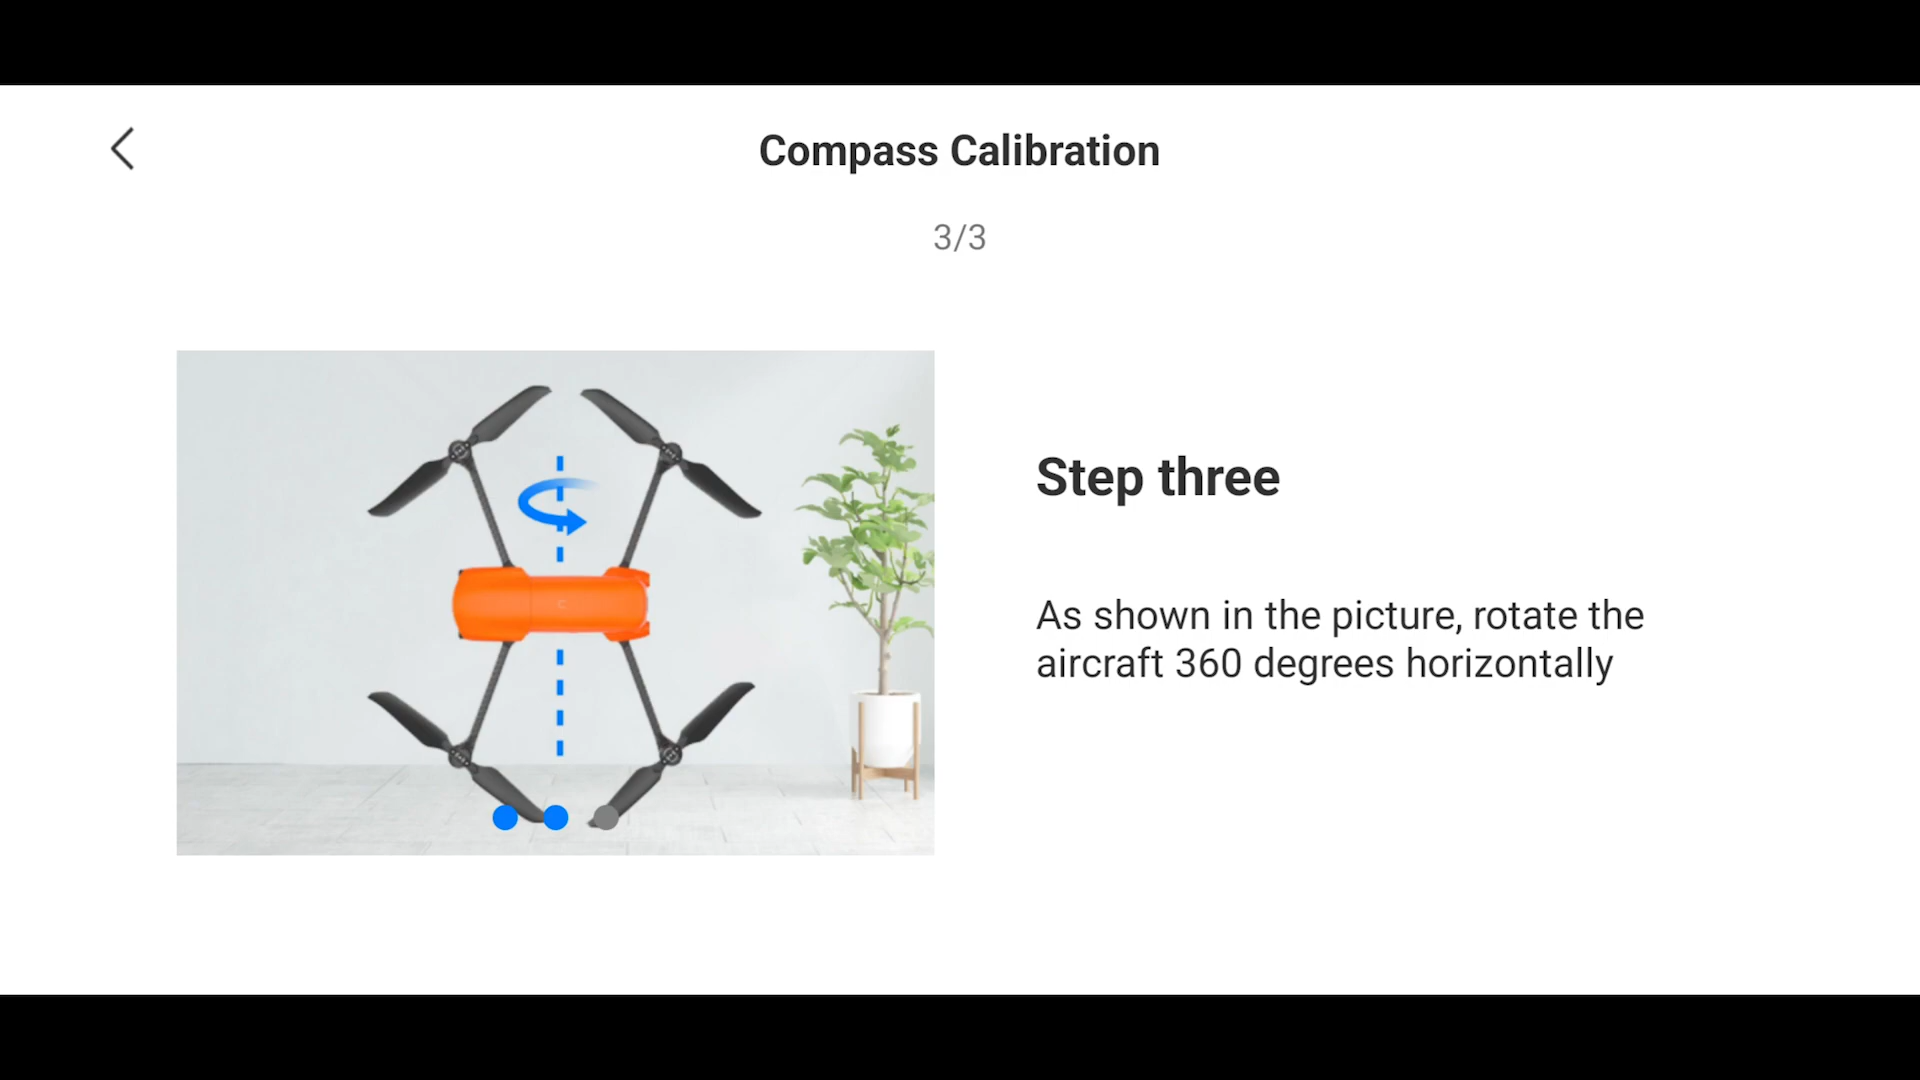 Compass Calibration
3/3
Step three
As shown in the picture, rotate the
aircraft 360 degrees horizontally